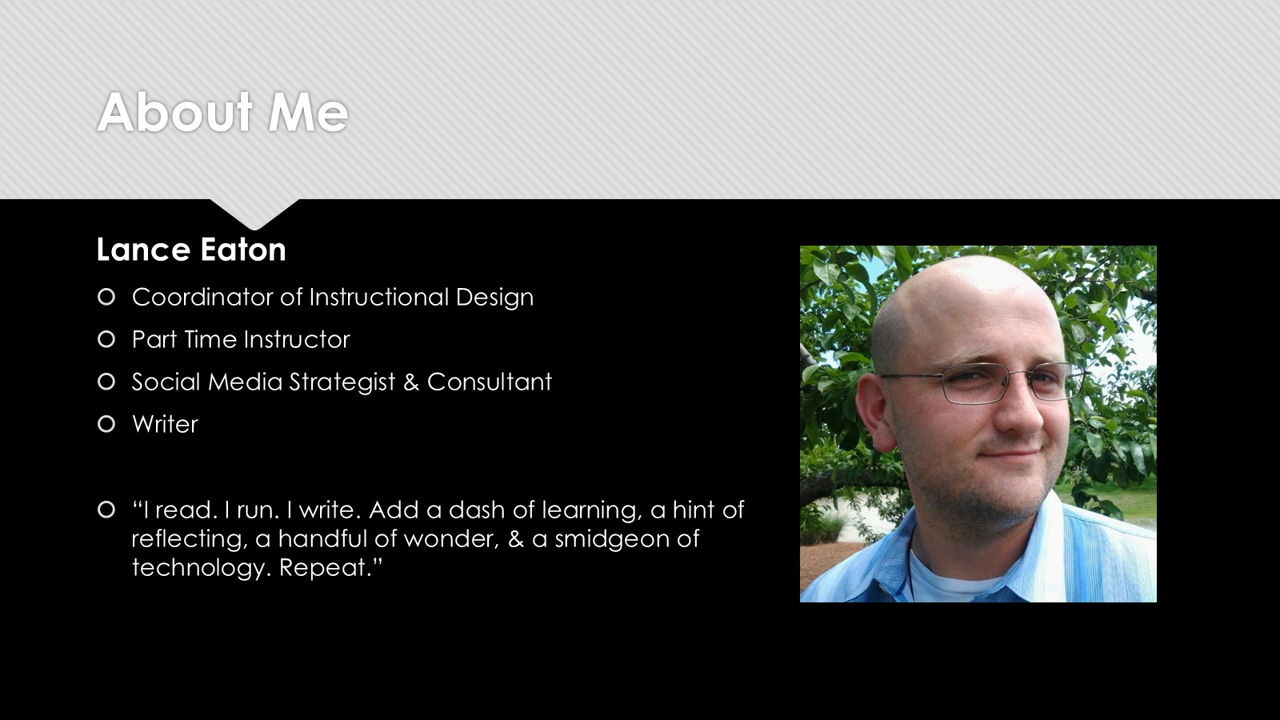 About Me
Lance Eaton
Coordinator of Instructional Design
Part Time Instructor
Social Media Strategist & Consultant
Writer
“I read. I run. I write. Add a dash of learning, a hint of
reflecting, a handful of wonder, & a smidgeon of
technology. Repeat.”